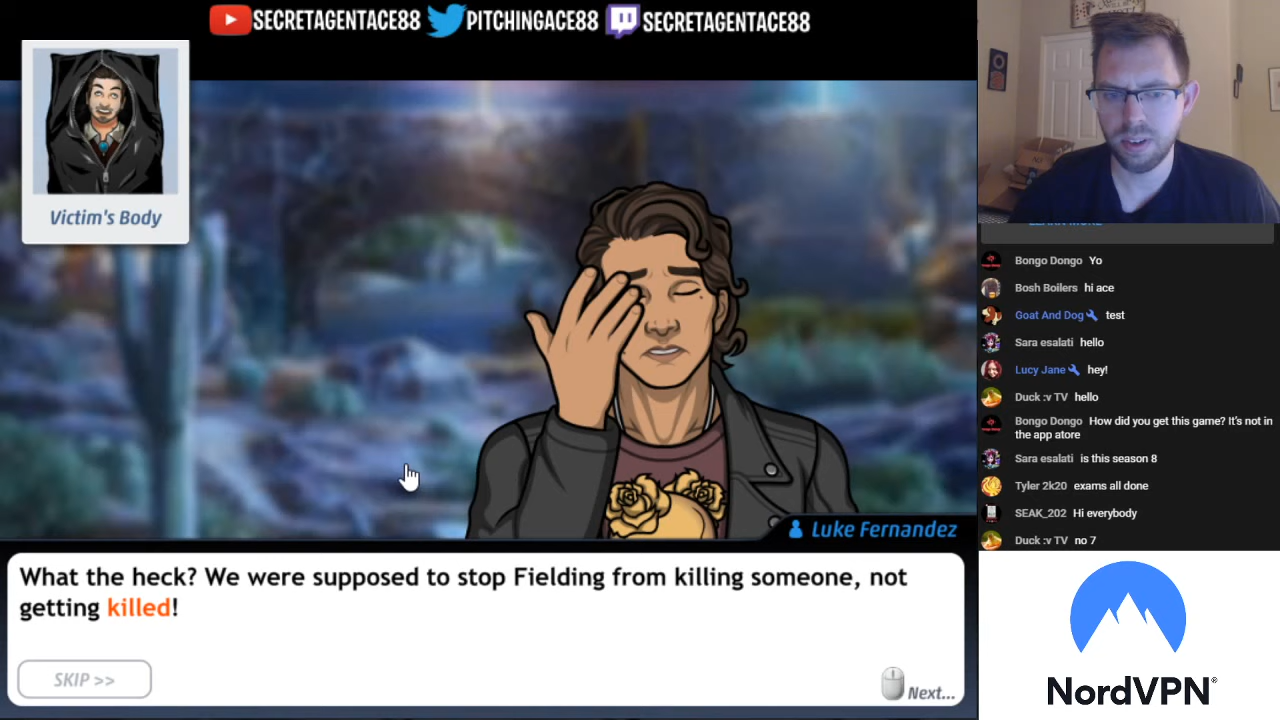 SECRETAGENTACE88 PITCHINGACE88 SECRETAGENTACE88
Victim's Body
Luke Fernandez
What the heck? We were supposed to stop Fielding from killing someone, not
getting killed!
SKIP >>
Next...
Bongo Dongo Yo
Bosh Boilers hi ace
Goat And Dog test
Sara esalati hello
Lucy Jane hey!
Duck :v TV hello
Bongo Dongo How did you get this game? It's not in
the app atore
Sara esalati is this season 8
Tyler 2k20 exams all done
SEAK_202 Hi everybody
Duck :v TV no 7
NordVPN®